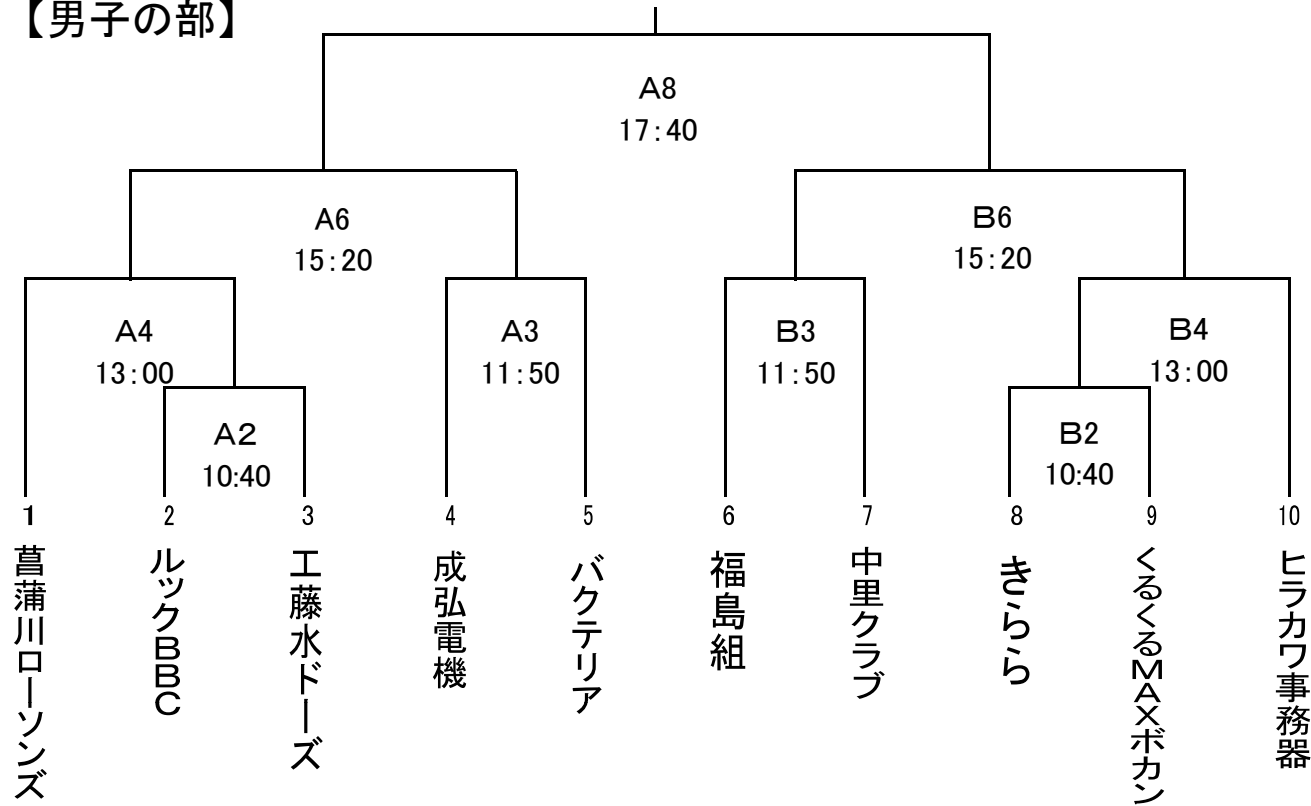 【男子の部】
A8
17:40
A6
15:20
B6
15:20
A4
13:00
A3
11:50
B3
11:50
B4
13:00
A2
10:40
B2
10:40
1
2
3
4
5
6
7
8
9
10
菖蒲川ローソンズ
ルックBBC
工藤水ドーズ
成弘電機
バクテリア
福島組
中里クラブ
きらら
くるくるMAXボカン
ヒラカワ事務器